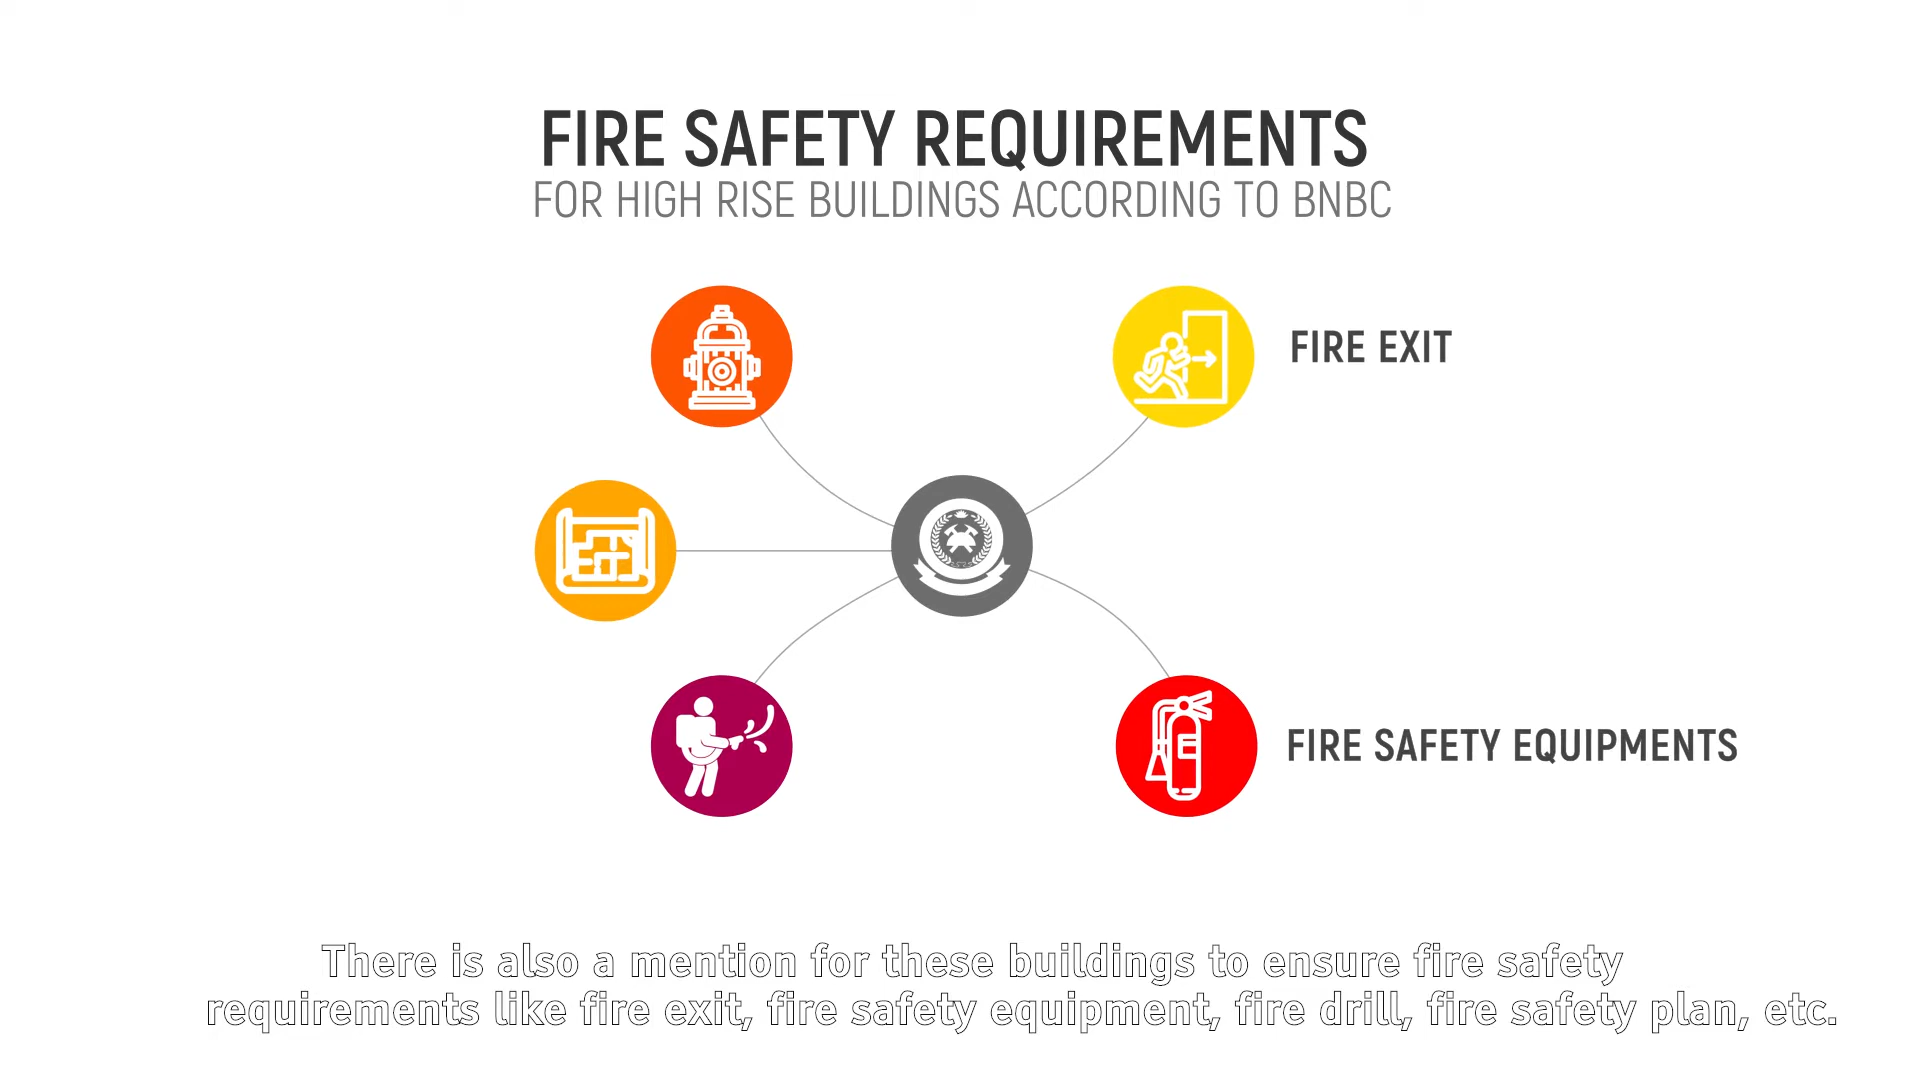 FIRE SAFETY REQUIREMENTS
FOR HIGH RISE BUILDINGS ACCORDING TO BNBC
FIRE EXIT
FIRE SAFETY EQUIPMENTS
There is also a mention for these buildings to ensure fire safety
requirements like fire exit, fire safety equipment, fire drill, fire safety plan, etc.